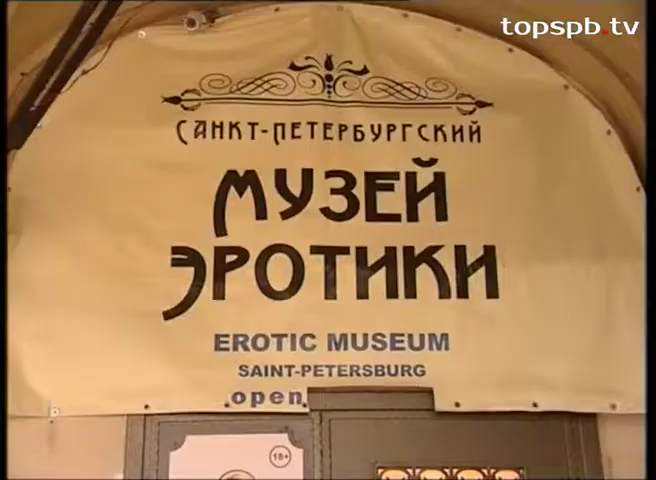 topspb.tv
САНКТ-ПЕТЕРБУРГСКИЙ
МУЗЕЙ
ЭРОТИКИ
EROTIC MUSEUM
SAINT-PETERSBURG
open
18+